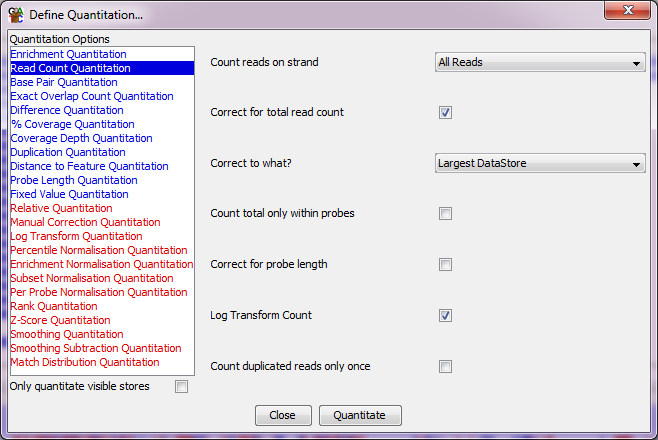 Define Quantitation...
Quantitation Options
Enrichment Quantitation
Read Count Quantitation
Base Pair Quantitation
Exact Overlap Count Quantitation
Difference Quantitation
% Coverage Quantitation
Coverage Depth Quantitation
Duplication Quantitation
Distance to Feature Quantitation
Probe Length Quantitation
Fixed Value Quantitation
Relative Quantitation
Manual Correction Quantitation
Log Transform Quantitation
Percentile Normalisation Quantitation
Enrichment Normalisation Quantitation
Subset Normalisation Quantitation
Per Probe Normalisation Quantitation
Rank Quantitation
Z-Score Quantitation
Smoothing Quantitation
Smoothing Subtraction Quantitation
Match Distribution Quantitation
Only quantitate visible stores
Count reads on strand All Reads
Correct for total read count
Correct to what? Largest DataStore
Count total only within probes
Correct for probe length
Log Transform Count
Count duplicated reads only once
Close Quantitate